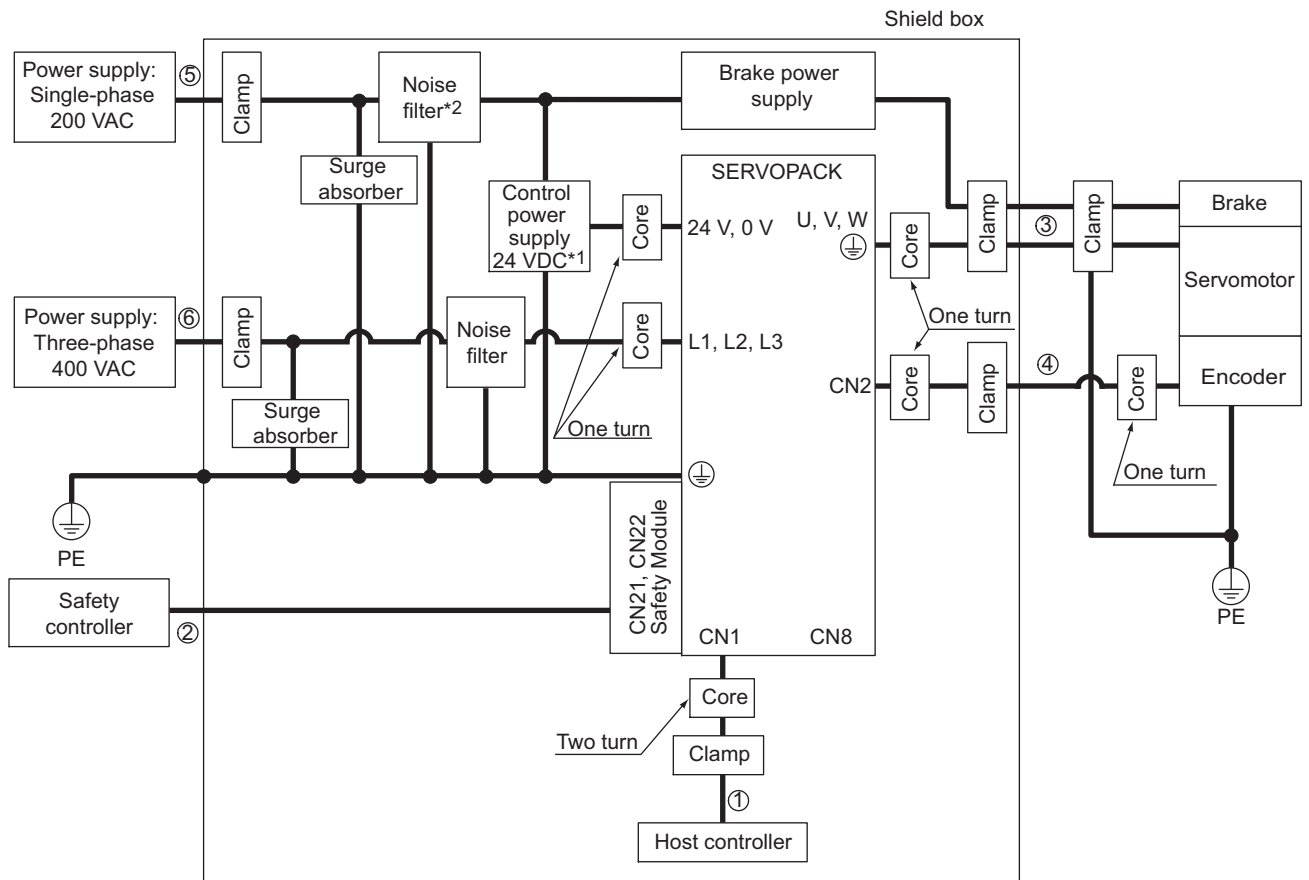 Shield box
Power supply:
Single-phase
200 VAC
⑤
Clamp
Noise
filter*2
Brake power
supply
Surge
absorber
Control
power
supply
24 VDC*1
Core
SERVOPACK
24 V, 0 V
U, V, W
Core
Clamp
③
Clamp
Brake
Servomotor
Power supply:
Three-phase
400 VAC
⑥
Clamp
Noise
filter
Core
L1, L2, L3
One turn
CN2
Core
Clamp
④
Core
Encoder
Surge
absorber
One turn
One turn
PE
CN21, CN22
Safety Module
PE
Safety
controller
②
CN1
CN8
Core
Two turn
Clamp
①
Host controller